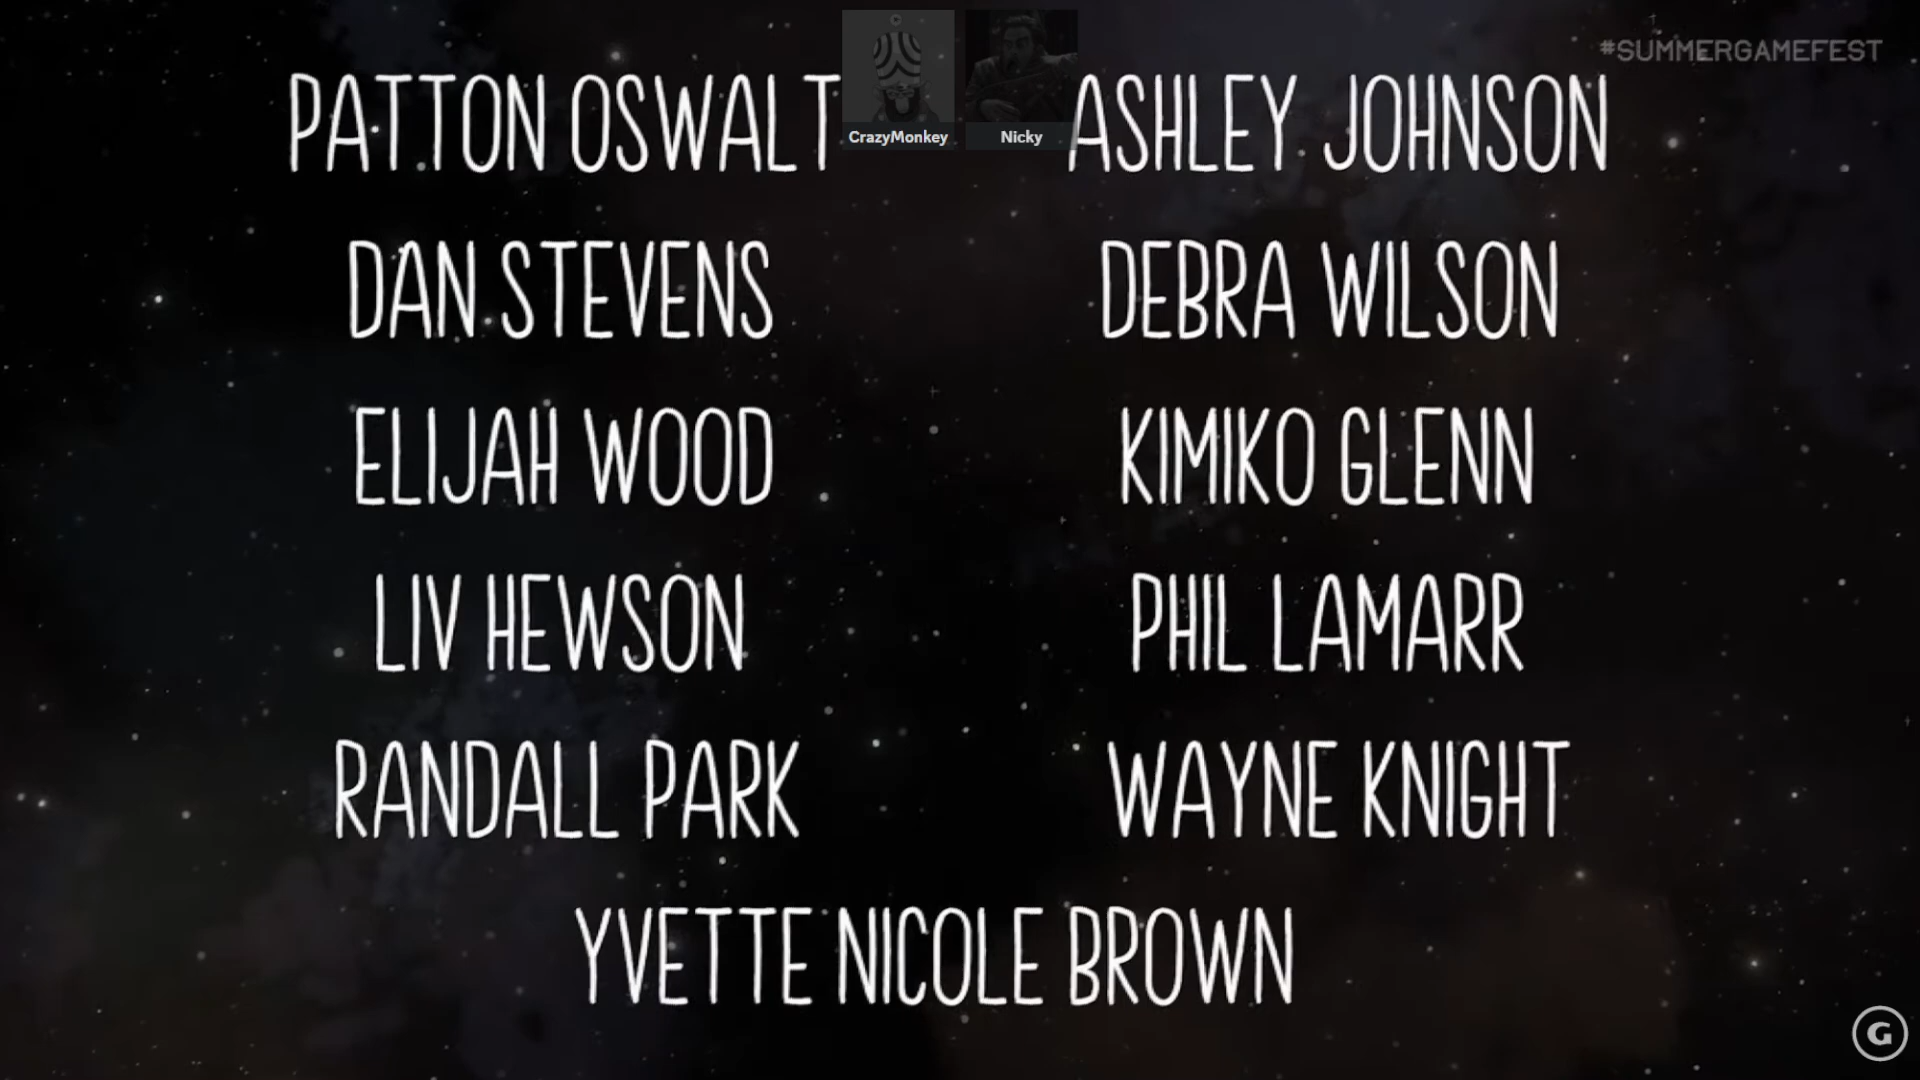 #SUMMERGAMEFEST
PATTON OSWALT ASHLEY JOHNSON
CrazyMonkey Nicky
DAN STEVENS DEBRA WILSON
ELIJAH WOOD KIMIKO GLENN
LIV HEWSON PHIL LAMARR
RANDALL PARK WAYNE KNIGHT
YVETTE NICOLE BROWN
G